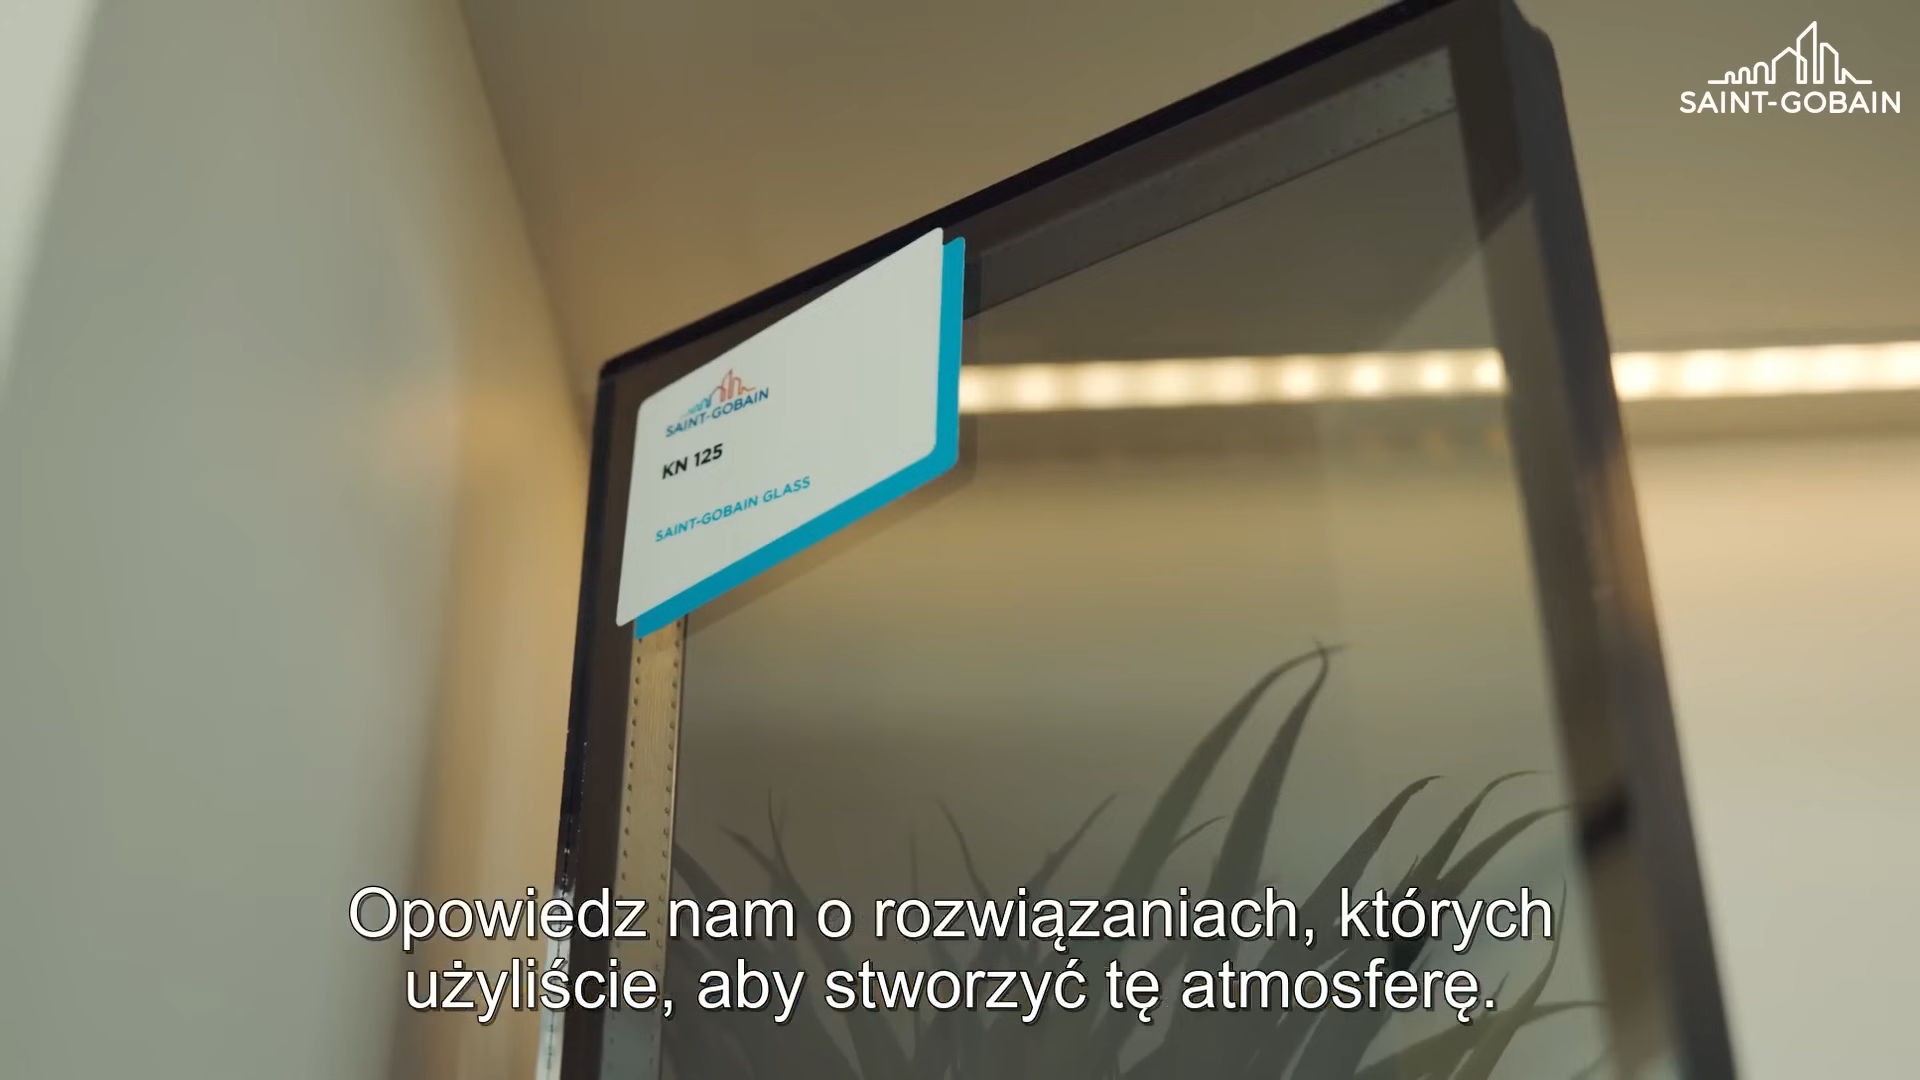 SAINT-GOBAIN
SAINT-GOBAIN
KN 125
SAINT-GOBAIN GLASS
Opowiedz nam o rozwiązaniach, których
użyliście, aby stworzyć tę atmosferę.